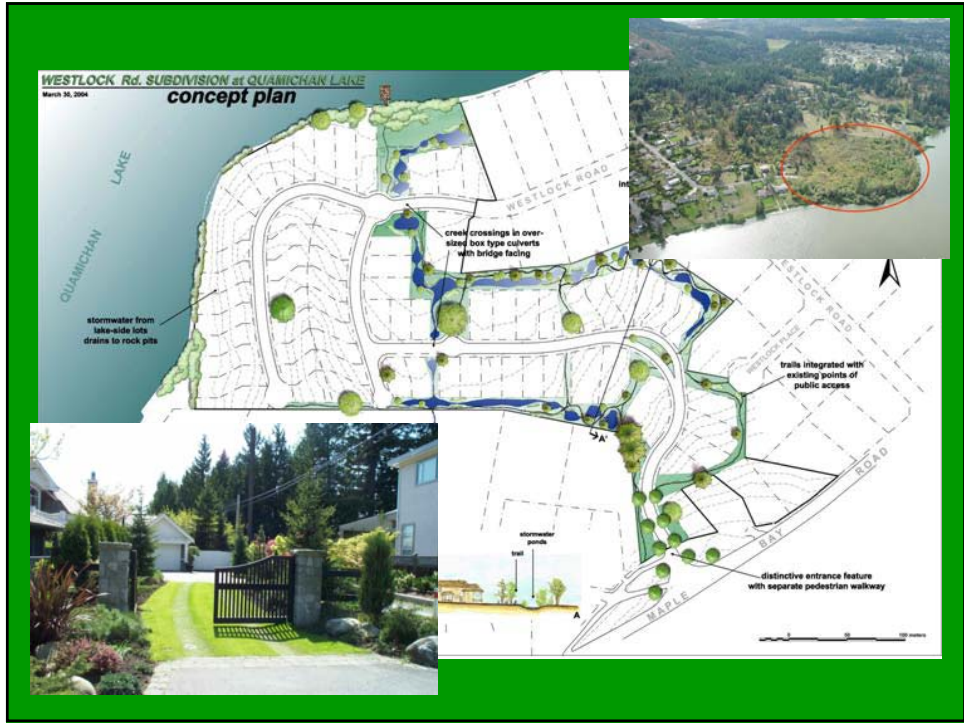 WESTLOCK Rd. SUBDIVISION at QUAMICHAN LAKE
March 30, 2004
concept plan
QUAMICHAN LAKE
WESTLOCK ROAD
creek crossings in over-
sized box type culverts
with bridge facing
stormwater from
lake-side lots
drains to rock pits
WESTLOCK ROAD
WESTLOCK PLACE
trails integrated with
existing points of
public access
A'
stormwater
ponds
trail
A
distinctive entrance feature
with separate pedestrian walkway
MAPLE BAY ROAD
0 50 100 meters